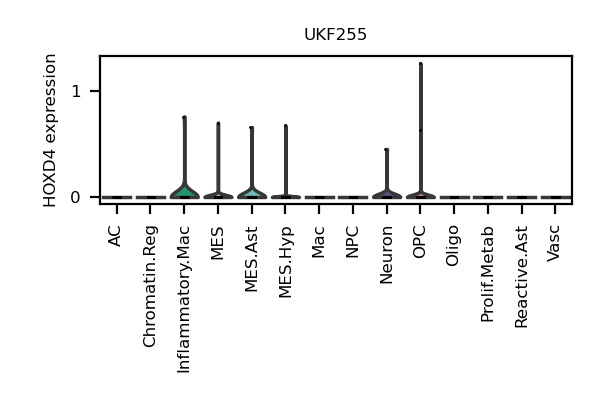 UKF255
HOXD4 expression
1
0
AC
Chromatin.Reg
Inflammatory.Mac
MES
MES.Ast
MES.Hyp
Mac
NPC
Neuron
OPC
Oligo
Prolif.Metab
Reactive.Ast
Vasc